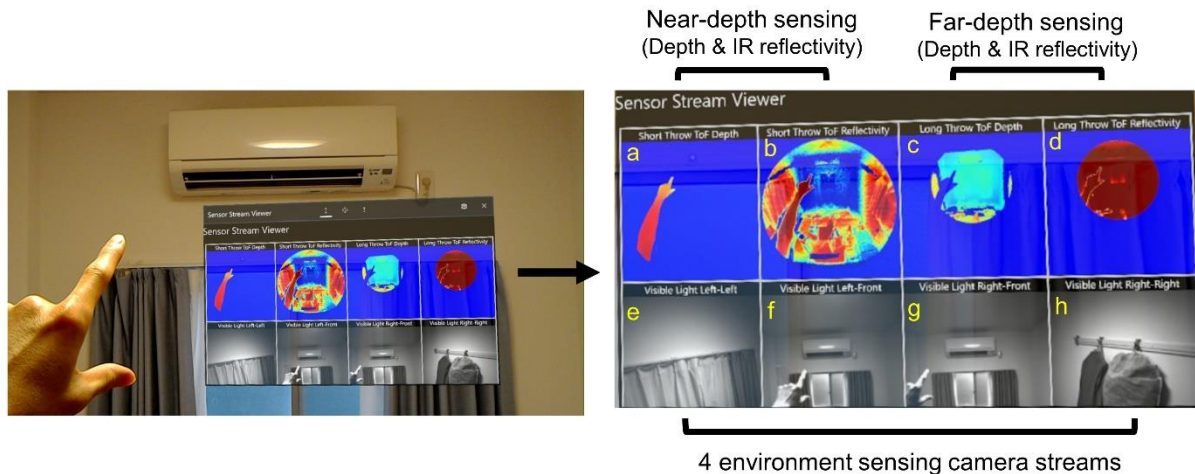 Near-depth sensing
(Depth & IR reflectivity)
Far-depth sensing
(Depth & IR reflectivity)
Sensor Stream Viewer
Sensor Stream Viewer
Short Throw ToF Depth
Short Throw ToF Reflectivity
Long Throw ToF Depth
Long Throw ToF Reflectivity
Visible Light Left-Left
Visible Light Left-Front
Visible Light Right-Front
Visible Light Right-Right
Sensor Stream Viewer
Short Throw ToF Depth
Short Throw ToF Reflectivity
Long Throw ToF Depth
Long Throw ToF Reflectivity
a
b
c
d
Visible Light Left-Left
Visible Light Left-Front
Visible Light Right-Front
Visible Light Right-Right
e
f
g
h
4 environment sensing camera streams